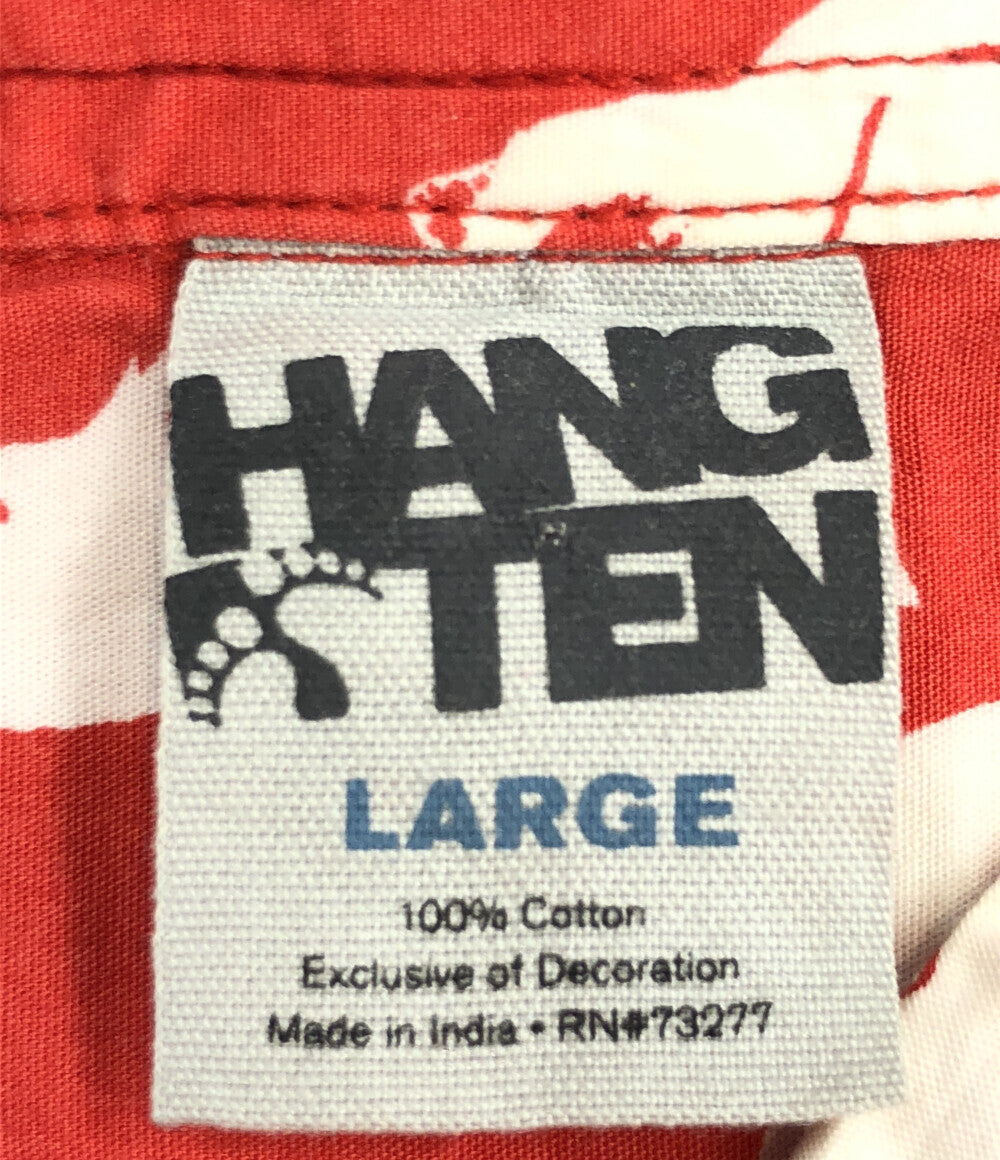 HANG
TEN
LARGE
100% Cotton
Exclusive of Decoration
Made in India • RN#73277